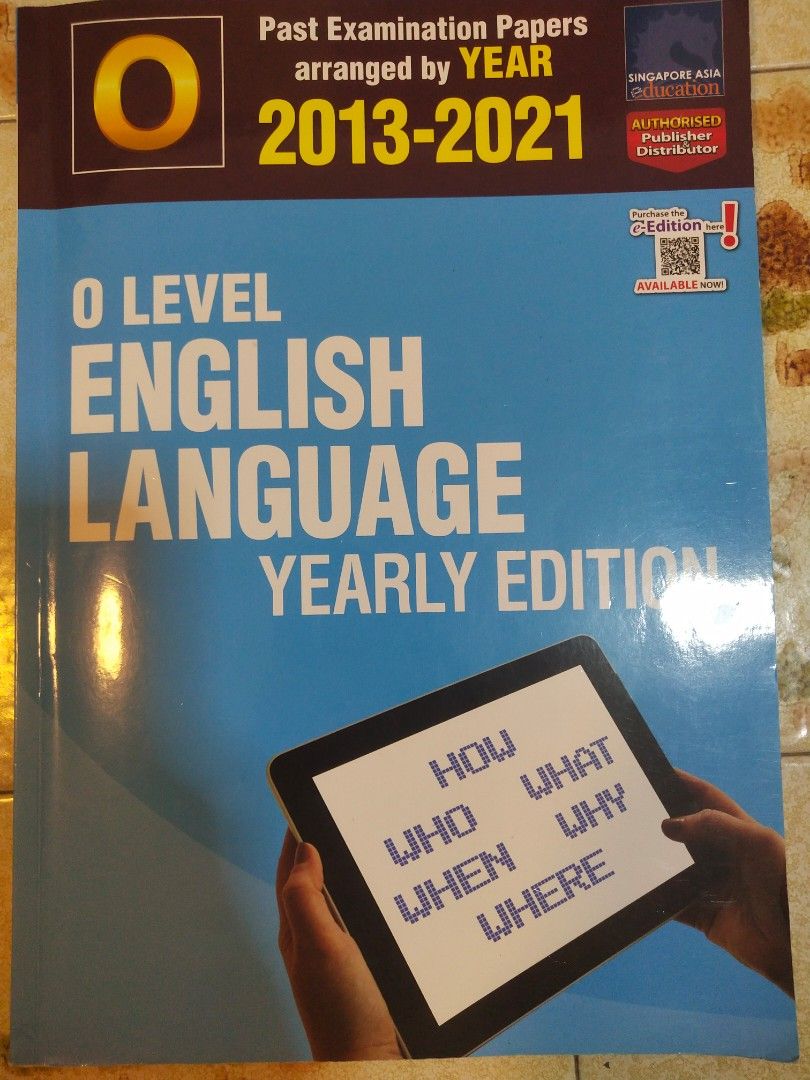 O
Past Examination Papers
arranged by YEAR
2013-2021
SINGAPORE ASIA
education
AUTHORISED
Publisher
&
Distributor
Purchase the
e-Edition here!
AVAILABLE NOW!
O LEVEL
ENGLISH
LANGUAGE
YEARLY EDITION
HOW
WHAT
WHO
WHY
WHEN
WHERE